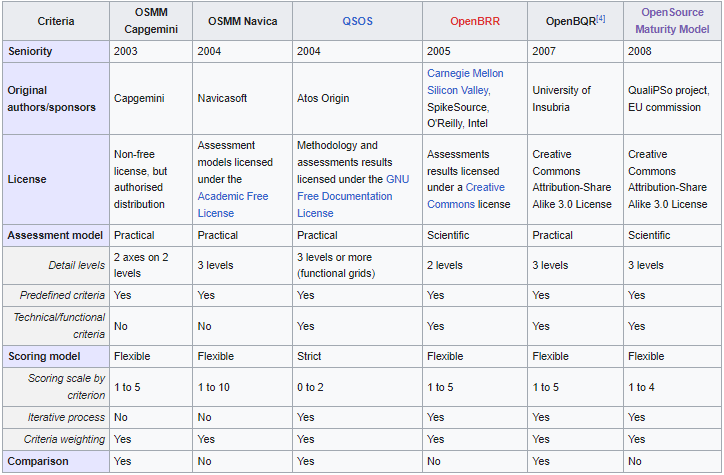 Criteria | OSMM Capgemini | OSMM Navica | QSOS | OpenBRR | OpenBQR[4] | OpenSource Maturity Model
Seniority | 2003 | 2004 | 2004 | 2005 | 2007 | 2008
Original authors/sponsors | Capgemini | Navicasoft | Atos Origin | Carnegie Mellon Silicon Valley, SpikeSource, O'Reilly, Intel | University of Insubria | QualiPSo project, EU commission
License | Non-free license, but authorised distribution | Assessment models licensed under the Academic Free License | Methodology and assessments results licensed under the GNU Free Documentation License | Assessments results licensed under a Creative Commons license | Creative Commons Attribution-Share Alike 3.0 License | Creative Commons Attribution-Share Alike 3.0 License
Assessment model | Practical | Practical | Practical | Scientific | Practical | Scientific
Detail levels | 2 axes on 2 levels | 3 levels | 3 levels or more (functional grids) | 2 levels | 3 levels | 3 levels
Predefined criteria | Yes | Yes | Yes | Yes | Yes | Yes
Technical/functional criteria | No | No | Yes | Yes | Yes | Yes
Scoring model | Flexible | Flexible | Strict | Flexible | Flexible | Flexible
Scoring scale by criterion | 1 to 5 | 1 to 10 | 0 to 2 | 1 to 5 | 1 to 5 | 1 to 4
Iterative process | No | No | Yes | Yes | Yes | Yes
Criteria weighting | Yes | Yes | Yes | Yes | Yes | Yes
Comparison | Yes | No | Yes | No | Yes | No